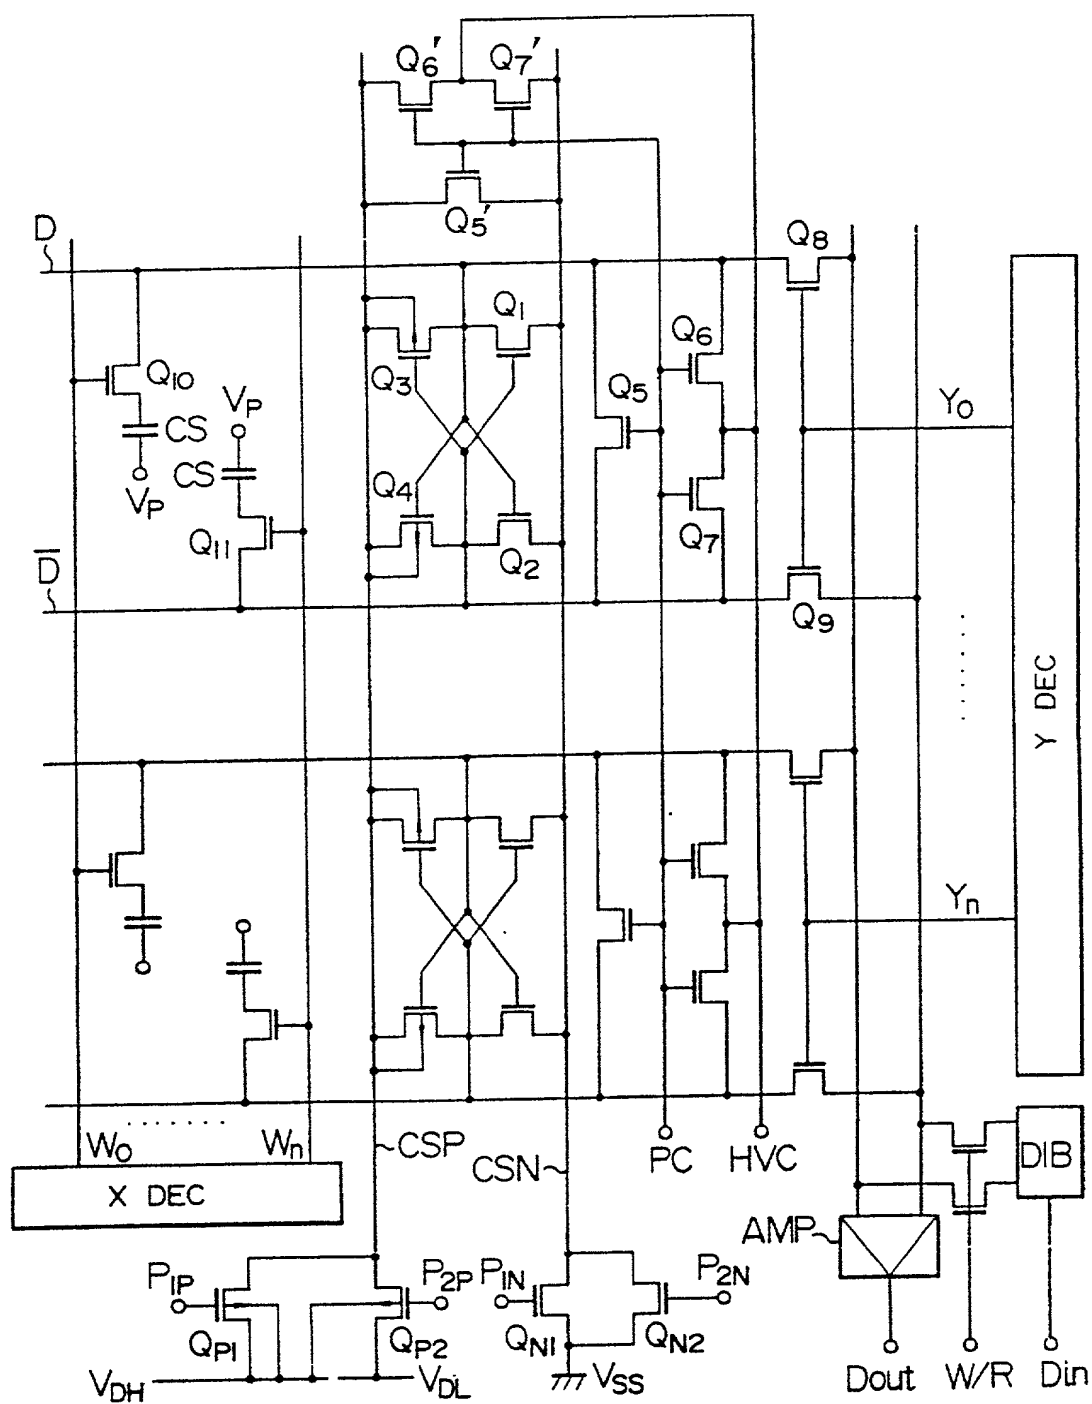 Q6′ Q7′
Q5′
D
Q8
Q1
Q6
Q10
Q3
Q5
VP
Y0
CS
CS
Q4
VP
Q11
Q7
D̅
Q2
Q9
Y DEC
Yn
W0 ........ Wn
CSP
CSN
PC HVC
DIB
X DEC
AMP
P1P P2P P1N P2N
QP1 QP2 QN1 QN2
VDH VDL VSS
Dout W/R Din